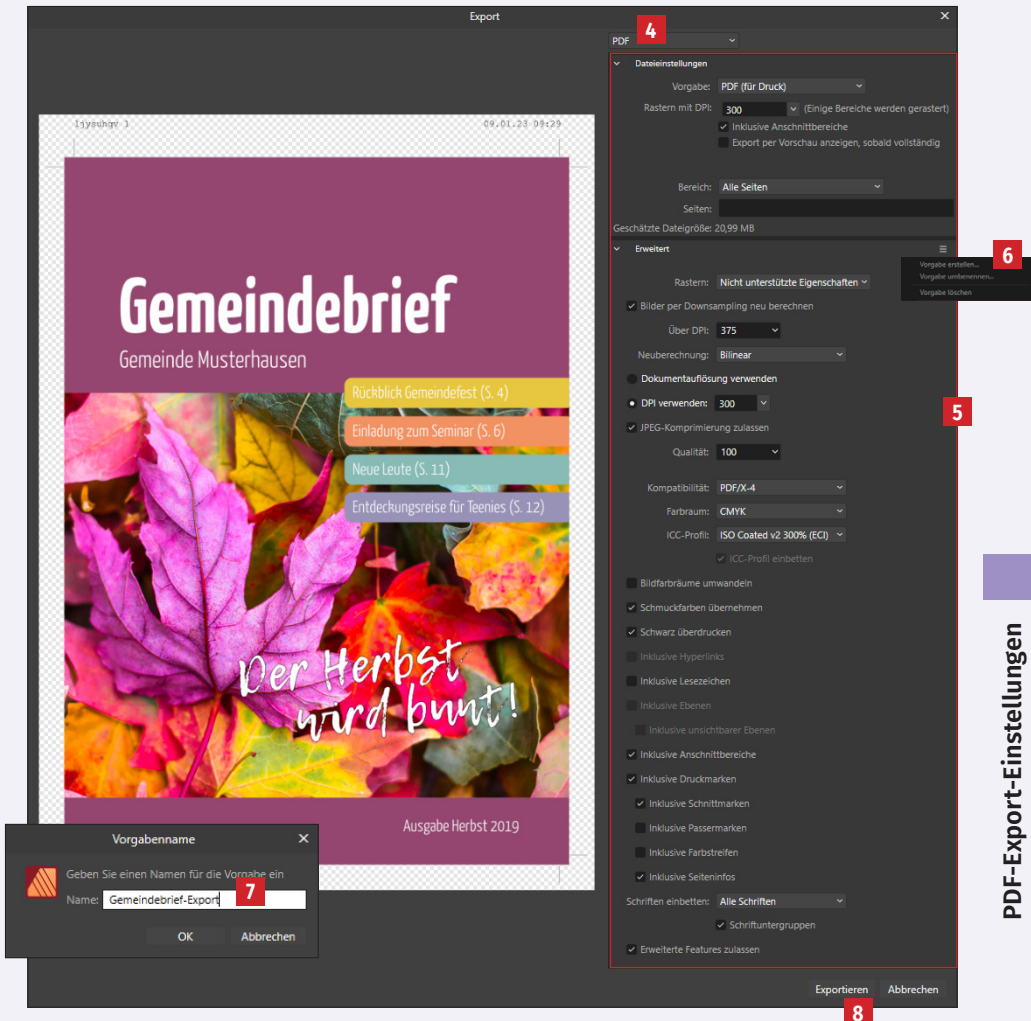 Export
4
PDF
Dateieinstellungen
Vorgabe: PDF (für Druck)
Rastern mit DPI: 300 (Einige Bereiche werden gerastert)
Inklusive Anschnittbereiche
Export per Vorschau anzeigen, sobald vollständig
Bereich: Alle Seiten
Seiten:
Geschätzte Dateigröße: 20,99 MB
Erweitert
6
Vorgabe erstellen...
Vorgabe umbenennen...
Vorgabe löschen
Rastern: Nicht unterstützte Eigenschaften
Bilder per Downsampling neu berechnen
Über DPI: 375
Neuberechnung: Bilinear
Dokumentauflösung verwenden
DPI verwenden: 300
5
JPEG-Komprimierung zulassen
Qualität: 100
Kompatibilität: PDF/X-4
Farbraum: CMYK
ICC-Profil: ISO Coated v2 300% (ECI)
ICC-Profil einbetten
Bildfarbräume umwandeln
Schmuckfarben übernehmen
Schwarz überdrucken
Inklusive Hyperlinks
Inklusive Lesezeichen
Inklusive Ebenen
Inklusive unsichtbarer Ebenen
Inklusive Anschnittbereiche
Inklusive Druckmarken
Inklusive Schnittmarken
Inklusive Passermarken
Inklusive Farbstreifen
Inklusive Seiteninfos
Schriften einbetten: Alle Schriften
Schriftuntergruppen
Erweiterte Features zulassen
Exportieren Abbrechen
8
09.01.23 09:29
Gemeindebrief
Gemeinde Musterhausen
Rückblick Gemeindefest (S. 4)
Einladung zum Seminar (S. 6)
Neue Leute (S. 11)
Entdeckungsreise für Teenies (S. 12)
Der Herbst
wird bunt!
Ausgabe Herbst 2019
Vorgabenname
Geben Sie einen Namen für die Vorgabe ein
Name: Gemeindebrief-Export
7
OK Abbrechen
PDF-Export-Einstellungen